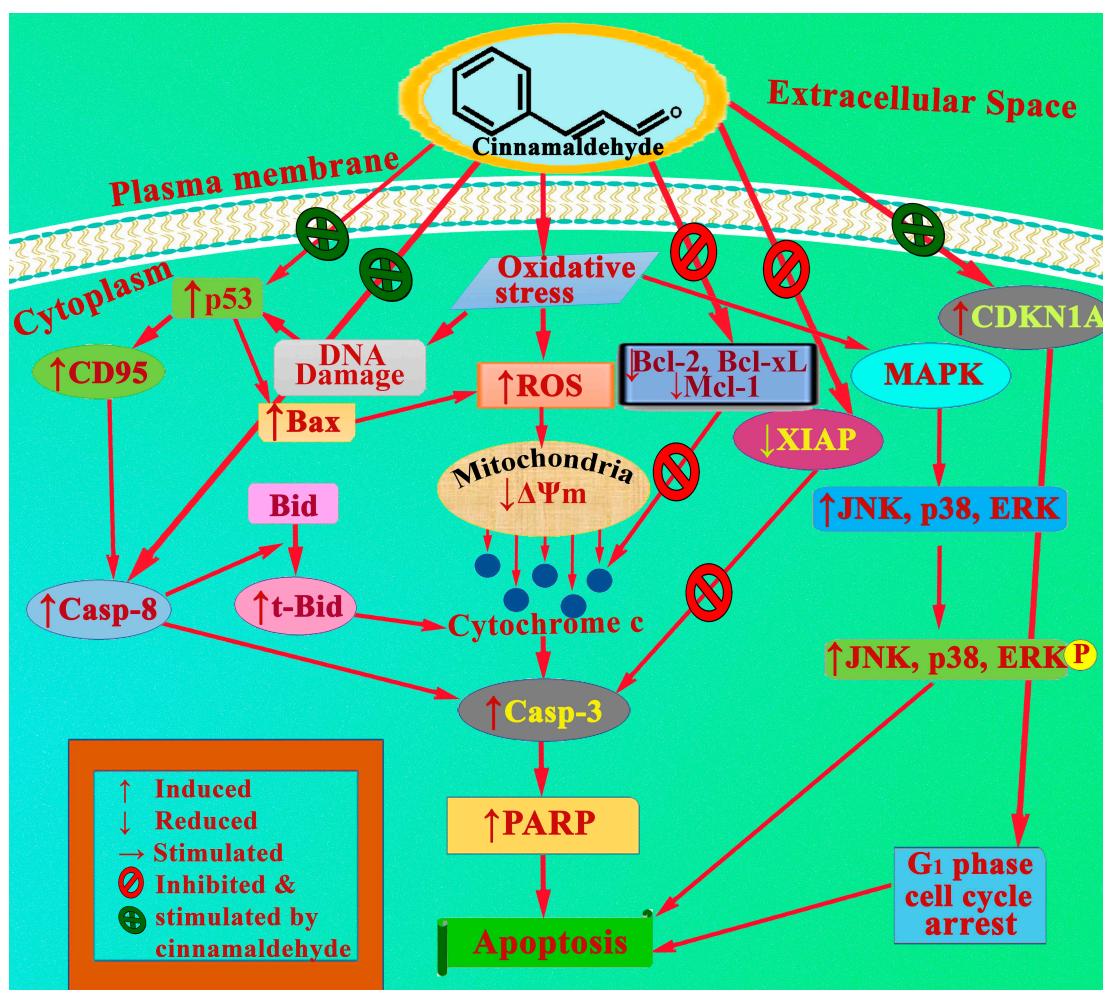 O
Cinnamaldehyde
Extracellular Space
Plasma membrane
Cytoplasm
Oxidative
stress
↑p53
↑CDKN1A
DNA
Damage
↑CD95
↑ROS
↓Bcl-2, Bcl-xL
↓Mcl-1
MAPK
↑Bax
↓XIAP
Mitochondria
↓ΔΨm
Bid
↑JNK, p38, ERK
↑Casp-8
↑t-Bid
Cytochrome c
↑JNK, p38, ERK P
↑Casp-3
↑PARP
G1 phase
cell cycle
arrest
Apoptosis
↑ Induced
↓ Reduced
→ Stimulated
Inhibited &
stimulated by
cinnamaldehyde